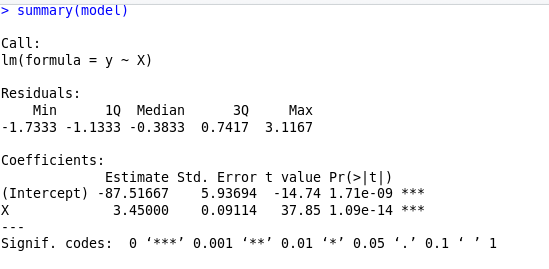 > summary(model)
Call:
lm(formula = y ~ X)
Residuals:
    Min      1Q  Median      3Q     Max
-1.7333 -1.1333 -0.3833  0.7417  3.1167
Coefficients:
             Estimate Std. Error t value Pr(>|t|)
(Intercept) -87.51667    5.93694  -14.74 1.71e-09 ***
X             3.45000    0.09114   37.85 1.09e-14 ***
---
Signif. codes:  0 ‘***’ 0.001 ‘**’ 0.01 ‘*’ 0.05 ‘.’ 0.1 ‘ ’ 1